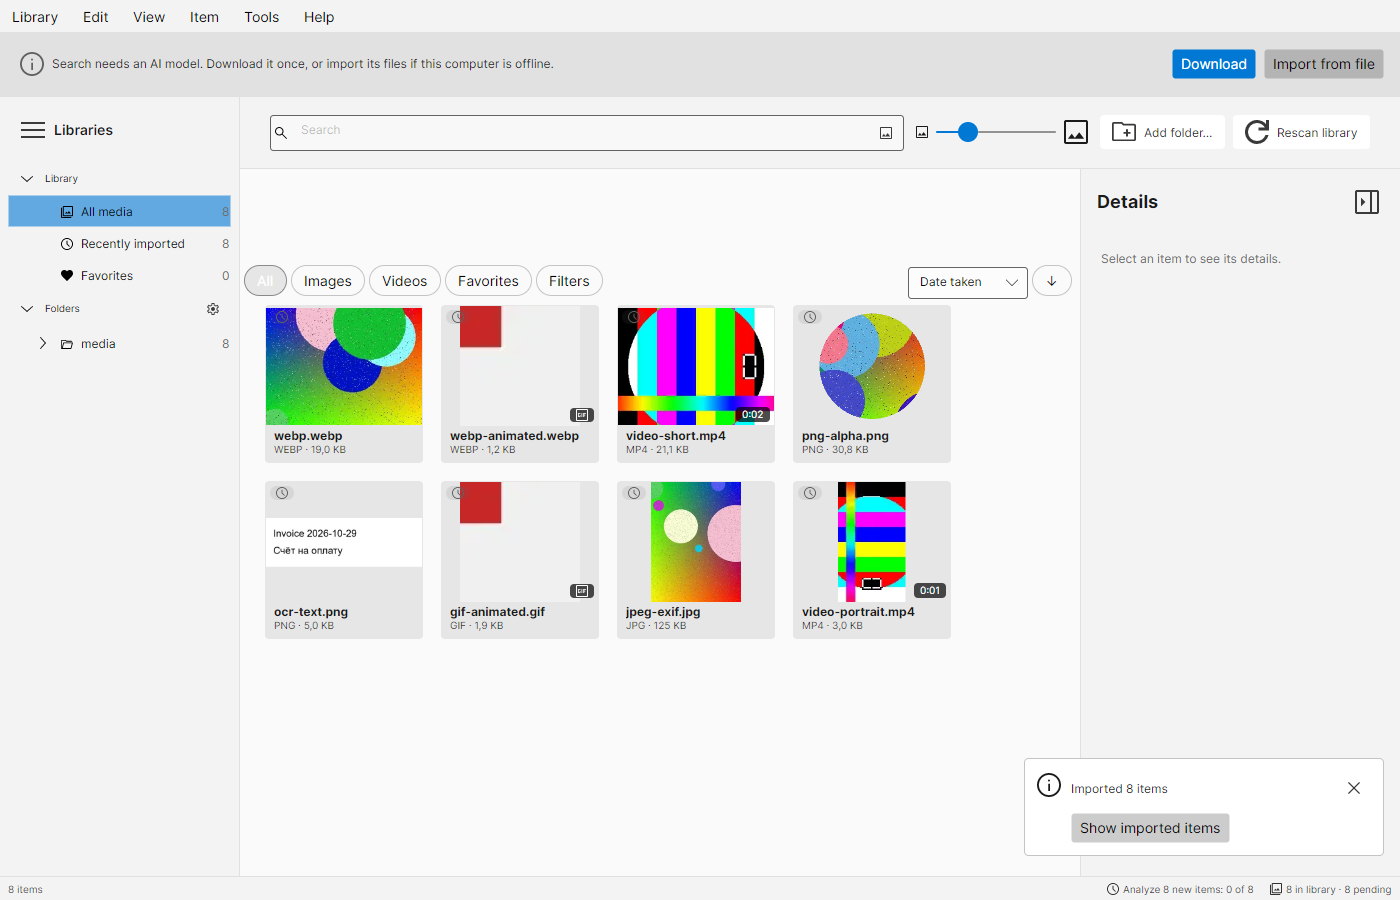 Library Edit View Item Tools Help
Search needs an AI model. Download it once, or import its files if this computer is offline.
Download
Import from file
Libraries
Search
Add folder...
Rescan library
Library
All media 8
Recently imported 8
Favorites 0
Folders
media 8
All Images Videos Favorites Filters
Date taken
Details
Select an item to see its details.
GIF
0:02
webp.webp
WEBP · 19,0 KB
webp-animated.webp
WEBP · 1,2 KB
video-short.mp4
MP4 · 21,1 KB
png-alpha.png
PNG · 30,8 KB
Invoice 2026-10-29
Счёт на оплату
GIF
0:01
ocr-text.png
PNG · 5,0 KB
gif-animated.gif
GIF · 1,9 KB
jpeg-exif.jpg
JPG · 125 KB
video-portrait.mp4
MP4 · 3,0 KB
Imported 8 items
Show imported items
8 items
Analyze 8 new items: 0 of 8
8 in library · 8 pending